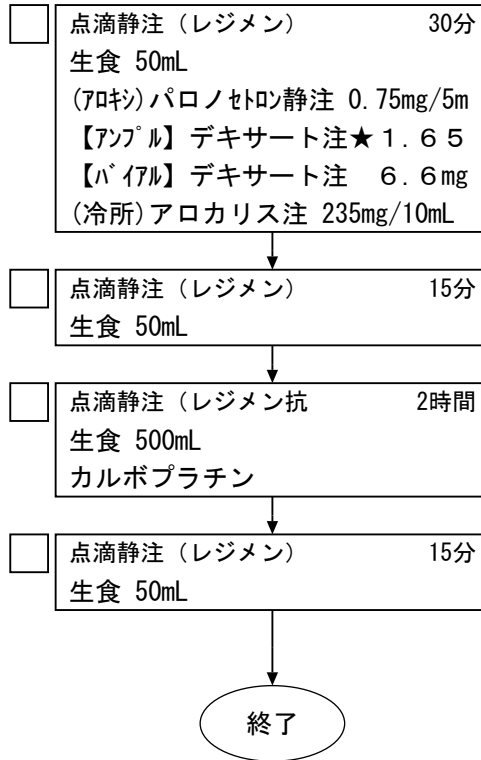 点滴静注（レジメン） 30分
生食 50mL
(ｱﾛｷｼ)パロノｾﾄﾛﾝ静注 0.75mg/5m
【ｱﾝﾌﾟﾙ】デキサート注★１.６５
【ﾊﾞｲｱﾙ】デキサート注　６.６mg
(冷所)アロカリス注 235mg/10mL
点滴静注（レジメン） 15分
生食 50mL
点滴静注（レジメン抗 2時間
生食 500mL
カルボプラチン
点滴静注（レジメン） 15分
生食 50mL
終了